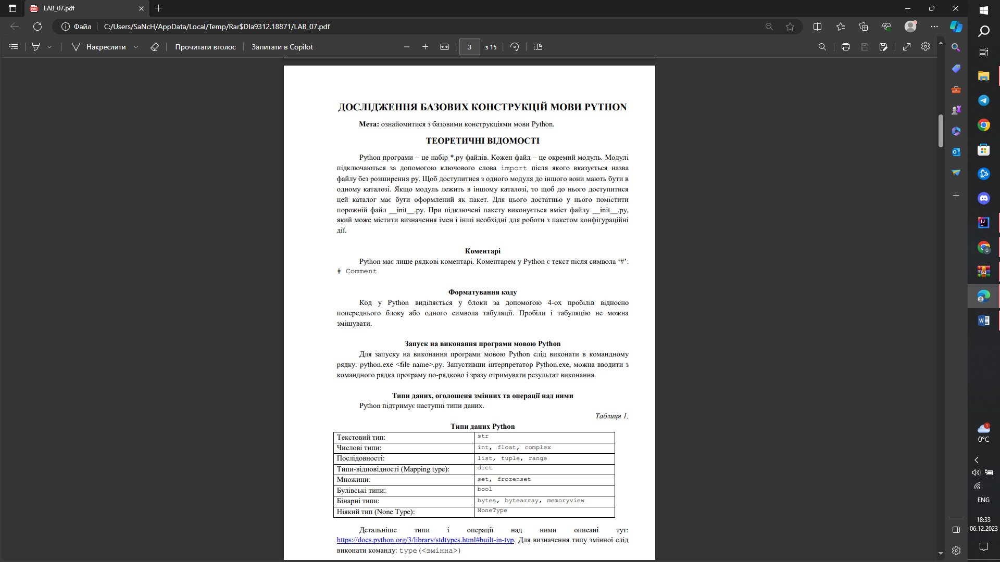 LAB_07.pdf
Файл
C:/Users/SaNcH/AppData/Local/Temp/Rar$DIa9312.18871/LAB_07.pdf
Накреслити
Прочитати вголос
Запитати в Copilot
3
з 15
ДОСЛІДЖЕННЯ БАЗОВИХ КОНСТРУКЦІЙ МОВИ PYTHON
Мета: ознайомитися з базовими конструкціями мови Python.
ТЕОРЕТИЧНІ ВІДОМОСТІ
Python програми – це набір *.py файлів. Кожен файл – це окремий модуль. Модулі
підключаються за допомогою ключового слова import після якого вказується назва
файлу без розширення py. Щоб доступитися з одного модуля до іншого вони мають бути в
одному каталозі. Якщо модуль лежить в іншому каталозі, то щоб до нього доступитися
цей каталог має бути оформлений як пакет. Для цього достатньо у нього помістити
порожній файл __init__.py. При підключені пакету виконується вміст файлу __init__.py,
який може містити визначення імен і інші необхідні для роботи з пакетом конфігураційні
дії.
Коментарі
Python має лише рядкові коментарі. Коментарем у Python є текст після символа ‘#’:
# Comment
Форматування коду
Код у Python виділяється у блоки за допомогою 4-ох пробілів відносно
попереднього блоку або одного символа табуляції. Пробіли і табуляцію не можна
змішувати.
Запуск на виконання програми мовою Python
Для запуску на виконання програми мовою Python слід виконати в командному
рядку: python.exe <file name>.py. Запустивши інтерпретатор Python.exe, можна вводити з
командного рядка програму по-рядково і зразу отримувати результат виконання.
Типи даних, оголошеня змінних та операції над ними
Python підтримує наступні типи даних.
Таблиця 1.
Типи даних Python
Текстовий тип: str
Числові типи: int, float, complex
Послідовності: list, tuple, range
Типи-відповідності (Mapping type): dict
Множини: set, frozenset
Булівські типи: bool
Бінарні типи: bytes, bytearray, memoryview
Ніякий тип (None Type): NoneType
Детальніше типи і операції над ними описані тут:
https://docs.python.org/3/library/stdtypes.html#built-in-typ. Для визначення типу змінної слід
виконати команду: type(<змінна>)
1
0°C
ENG
18:33
06.12.2023